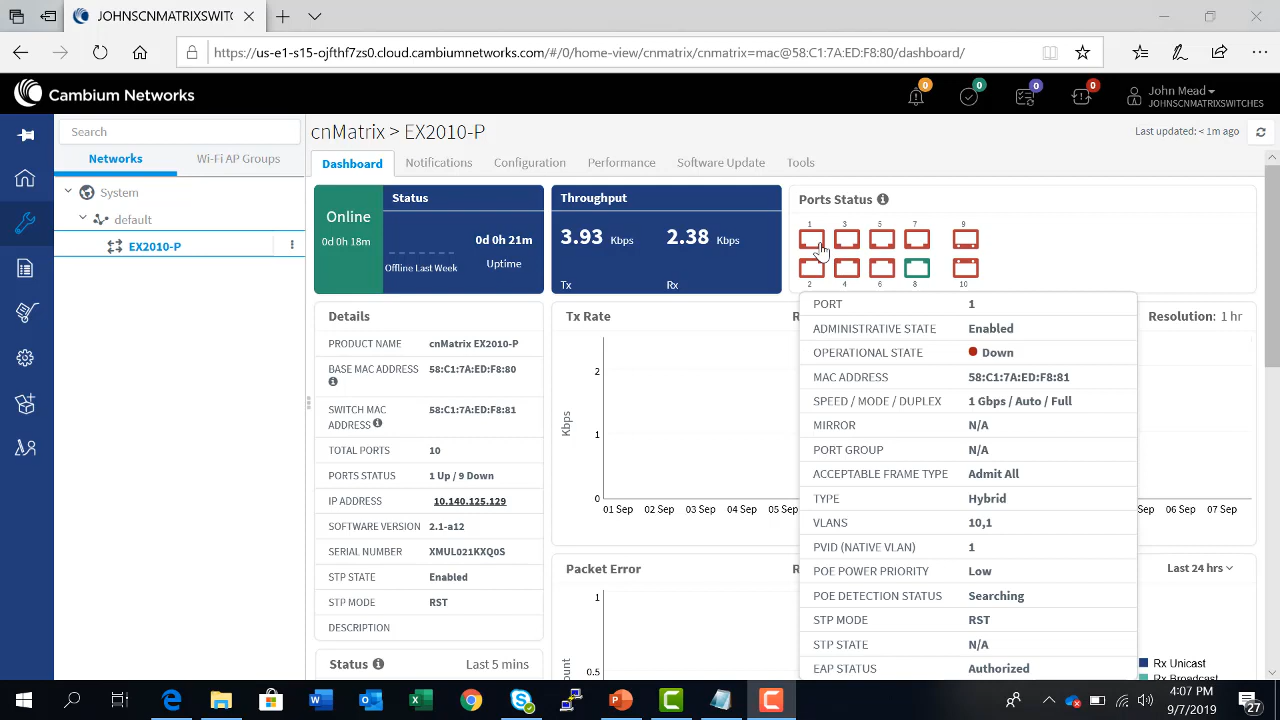 JOHNSCNMATRIXSWITC
https://us-e1-s15-ojfthf7zs0.cloud.cambiumnetworks.com/#/0/home-view/cnmatrix/cnmatrix=mac@58:C1:7A:ED:F8:80/dashboard/
Cambium Networks
0
0
0
0
John Mead
JOHNSCNMATRIXSWITCHES
Search
Networks
Wi-Fi AP Groups
System
default
EX2010-P
cnMatrix > EX2010-P
Last updated: < 1m ago
Dashboard
Notifications
Configuration
Performance
Software Update
Tools
Online
0d 0h 18m
Status
Offline Last Week
0d 0h 21m
Uptime
Throughput
3.93 Kbps
2.38 Kbps
Tx
Rx
Ports Status
1 3 5 7 9
2 4 6 8 10
Details
PRODUCT NAME cnMatrix EX2010-P
BASE MAC ADDRESS 58:C1:7A:ED:F8:80
SWITCH MAC 58:C1:7A:ED:F8:81
ADDRESS
TOTAL PORTS 10
PORTS STATUS 1 Up / 9 Down
IP ADDRESS 10.140.125.129
SOFTWARE VERSION 2.1-a12
SERIAL NUMBER XMUL021KXQ0S
STP STATE Enabled
STP MODE RST
DESCRIPTION
Status Last 5 mins
Tx Rate
Resolution: 1 hr
Kbps
2
1
0
01 Sep 02 Sep 03 Sep 04 Sep 05 Sep
Sep 06 Sep 07 Sep
Packet Error
Last 24 hrs
1
0.5
Rx Unicast
PORT 1
ADMINISTRATIVE STATE Enabled
OPERATIONAL STATE Down
MAC ADDRESS 58:C1:7A:ED:F8:81
SPEED / MODE / DUPLEX 1 Gbps / Auto / Full
MIRROR N/A
PORT GROUP N/A
ACCEPTABLE FRAME TYPE Admit All
TYPE Hybrid
VLANS 10,1
PVID (NATIVE VLAN) 1
POE POWER PRIORITY Low
POE DETECTION STATUS Searching
STP MODE RST
STP STATE N/A
EAP STATUS Authorized
4:07 PM
9/7/2019
27